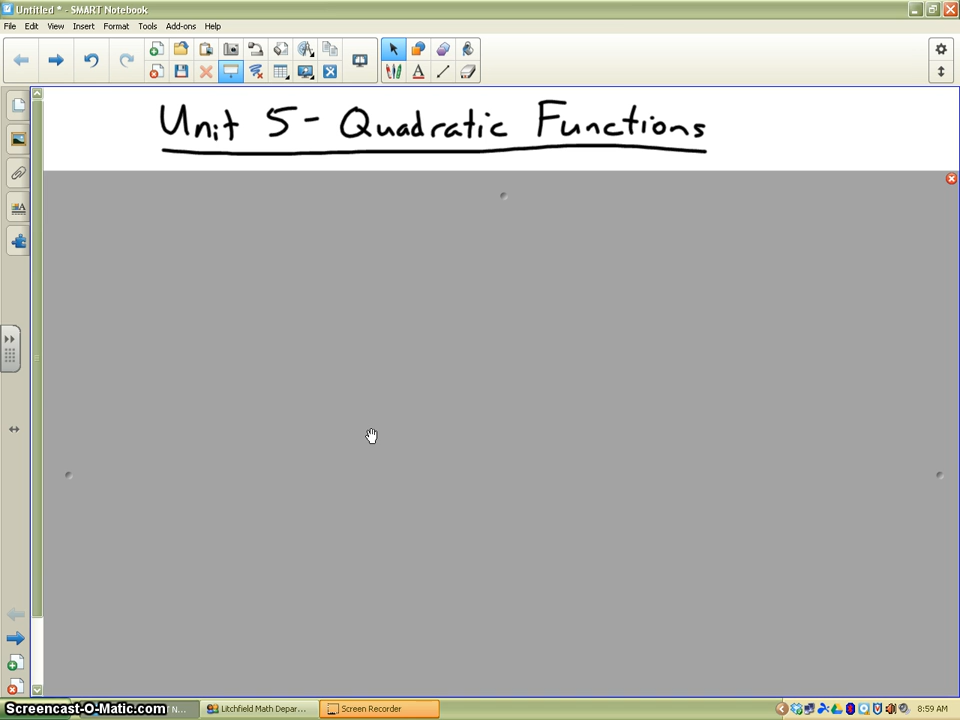 Untitled * - SMART Notebook
File Edit View Insert Format Tools Add-ons Help
Unit 5 - Quadratic Functions
Screencast-O-Matic.com
T N...
Litchfield Math Depar...
Screen Recorder
8:59 AM